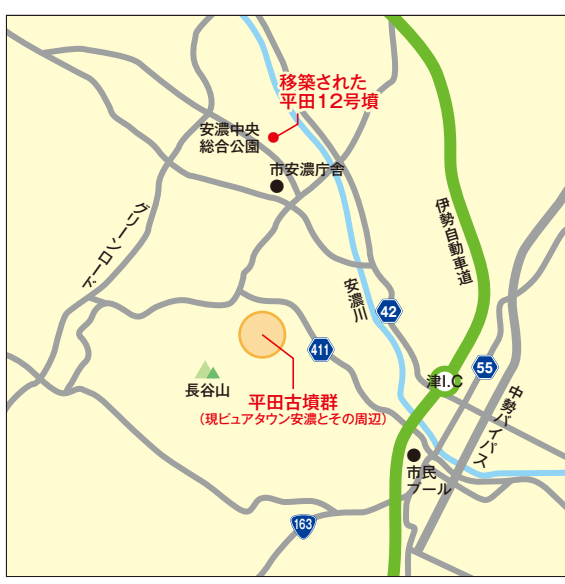 移築された
平田12号墳
安濃中央
総合公園
市安濃庁舎
グリーンロード
伊勢自動車道
安濃川
42
411
55
津I.C
長谷山
平田古墳群
(現ピュアタウン安濃とその周辺)
中勢バイパス
市民
プール
163